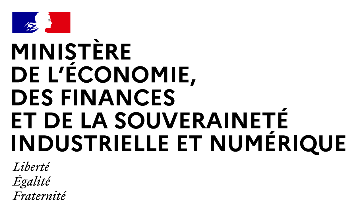 MINISTÈRE
DE L'ÉCONOMIE,
DES FINANCES
ET DE LA SOUVERAINETÉ
INDUSTRIELLE ET NUMÉRIQUE
Liberté
Égalité
Fraternité